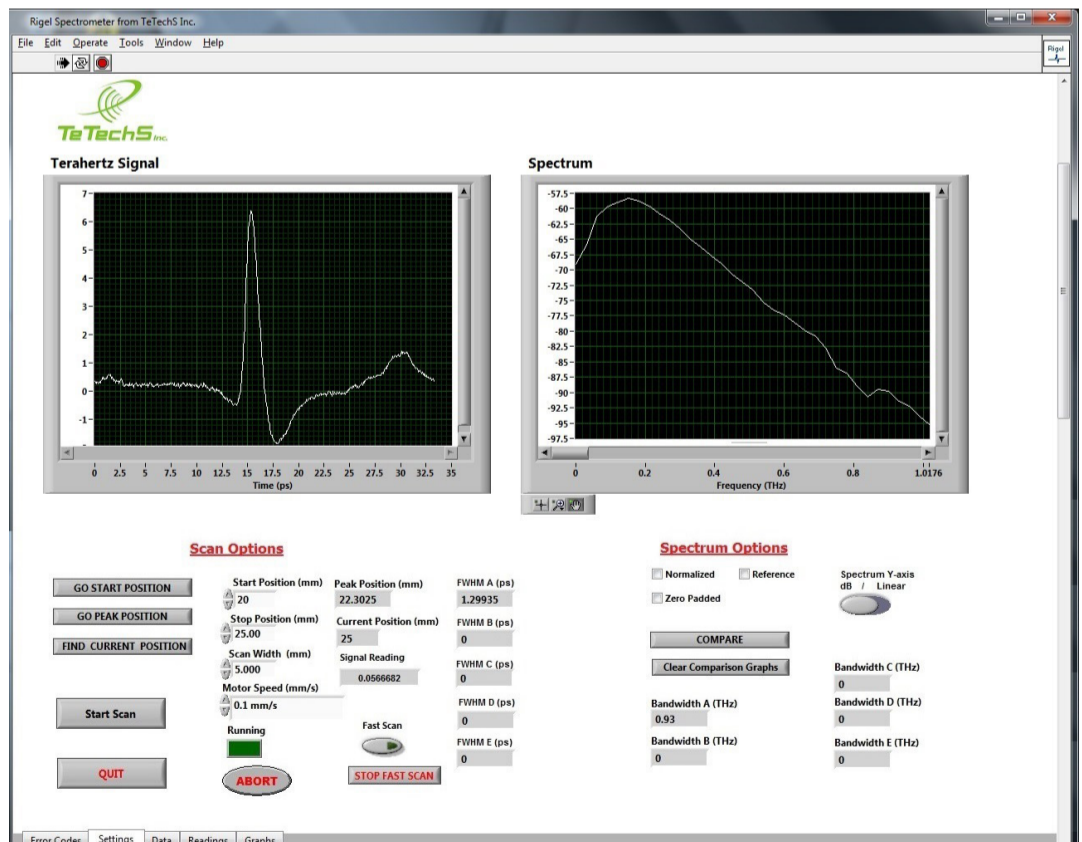 Rigel Spectrometer from TeTechS Inc.
File Edit Operate Tools Window Help
Rigel
TeTechS Inc.
Terahertz Signal
7
6
5
4
3
2
1
0
-1
0 2.5 5 7.5 10 12.5 15 17.5 20 22.5 25 27.5 30 32.5 35
Time (ps)
Spectrum
-57.5
-60
-62.5
-65
-67.5
-70
-72.5
-75
-77.5
-80
-82.5
-85
-87.5
-90
-92.5
-95
-97.5
0 0.2 0.4 0.6 0.8 1.0176
Frequency (THz)
Scan Options
GO START POSITION
GO PEAK POSITION
FIND CURRENT POSITION
Start Scan
QUIT
Start Position (mm)
20
Stop Position (mm)
25.00
Scan Width (mm)
5.000
Motor Speed (mm/s)
0.1 mm/s
Running
ABORT
Peak Position (mm)
22.3025
Current Position (mm)
25
Signal Reading
0.0566682
Fast Scan
STOP FAST SCAN
FWHM A (ps)
1.29935
FWHM B (ps)
0
FWHM C (ps)
0
FWHM D (ps)
0
FWHM E (ps)
0
Spectrum Options
Normalized Reference
Zero Padded
Spectrum Y-axis
dB / Linear
COMPARE
Clear Comparison Graphs
Bandwidth A (THz)
0.93
Bandwidth B (THz)
0
Bandwidth C (THz)
0
Bandwidth D (THz)
0
Bandwidth E (THz)
0
Error Codes Settings Data Readings Graphs